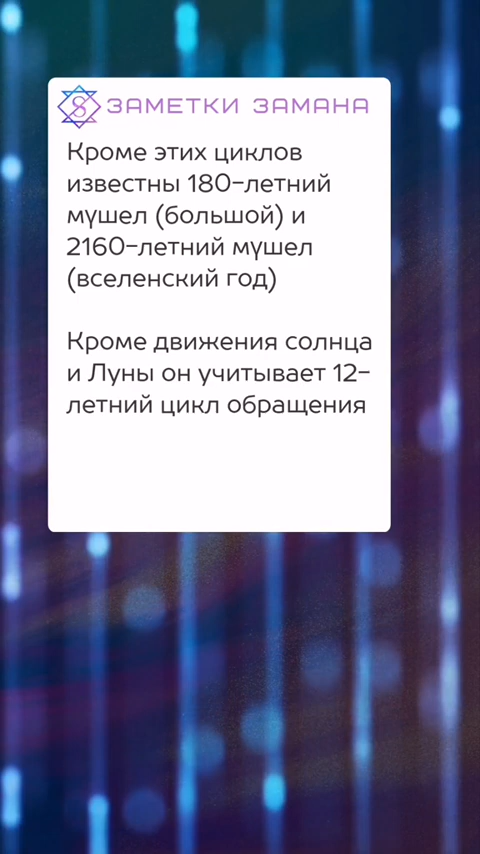 ЗАМЕТКИ ЗАМАНА
Кроме этих циклов
известны 180-летний
мүшел (большой) и
2160-летний мүшел
(вселенский год)
Кроме движения солнца
и Луны он учитывает 12-
летний цикл обращения